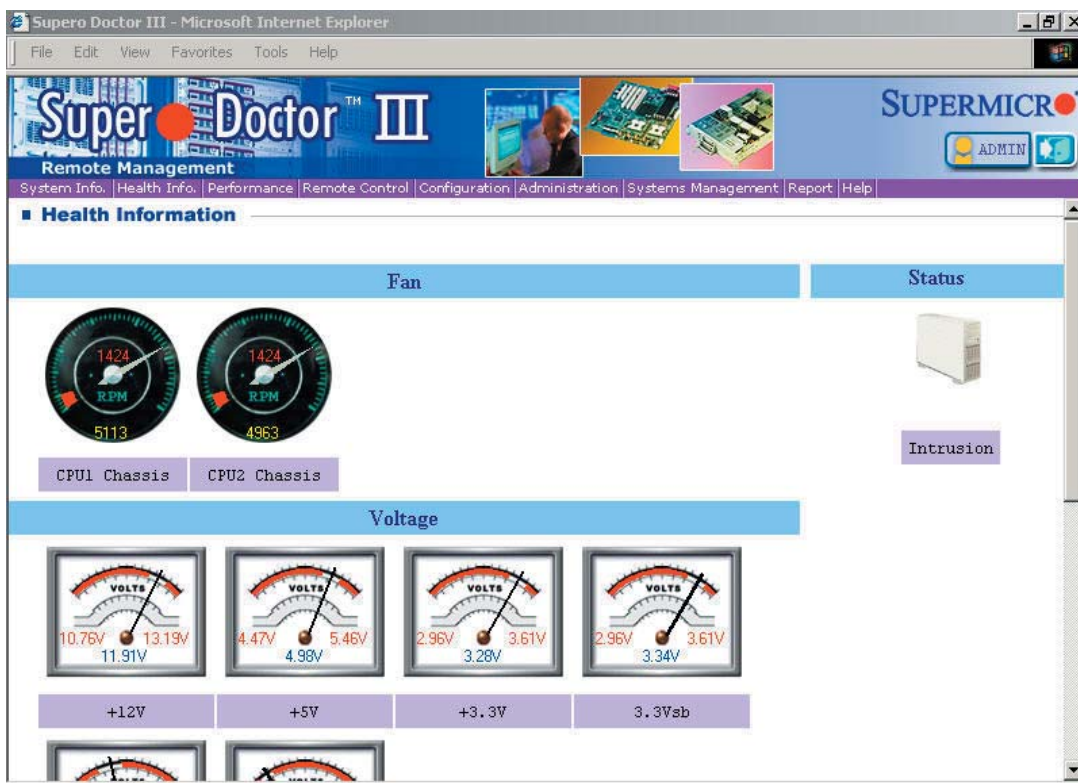 Supero Doctor III - Microsoft Internet Explorer
File Edit View Favorites Tools Help
Super Doctor™ III
SUPERMICRO
Remote Management
ADMIN
System Info. Health Info. Performance Remote Control Configuration Administration Systems Management Report Help
Health Information
Fan
Status
1424
RPM
5113
1424
RPM
4963
CPU1 Chassis
CPU2 Chassis
Intrusion
Voltage
VOLTS
10.76V 13.19V
11.91V
VOLTS
4.47V 5.46V
4.98V
VOLTS
2.96V 3.61V
3.28V
VOLTS
2.96V 3.61V
3.34V
+12V
+5V
+3.3V
3.3Vsb